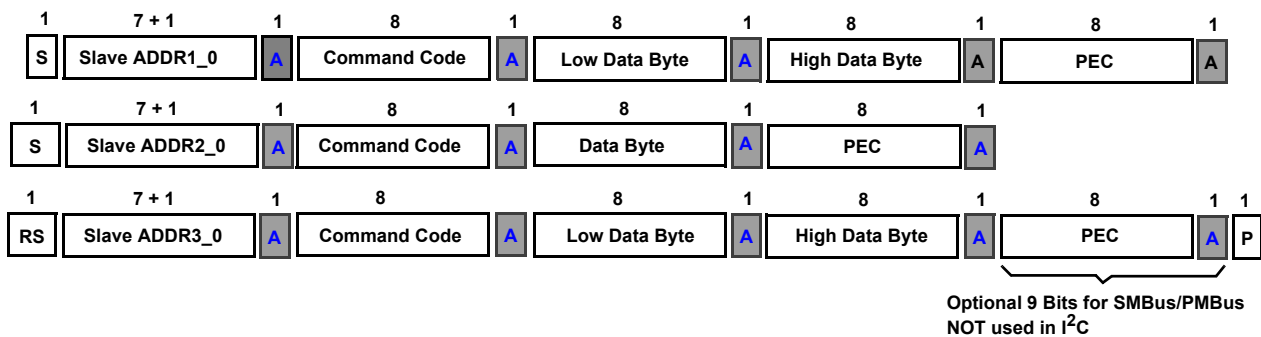 1 7 + 1 1 8 1 8 1 8 1 8 1
S Slave ADDR1_0 A Command Code A Low Data Byte A High Data Byte A PEC A
1 7 + 1 1 8 1 8 1 8 1
S Slave ADDR2_0 A Command Code A Data Byte A PEC A
1 7 + 1 1 8 1 8 1 8 1 8 1 1
RS Slave ADDR3_0 A Command Code A Low Data Byte A High Data Byte A PEC A P
Optional 9 Bits for SMBus/PMBus
NOT used in I²C